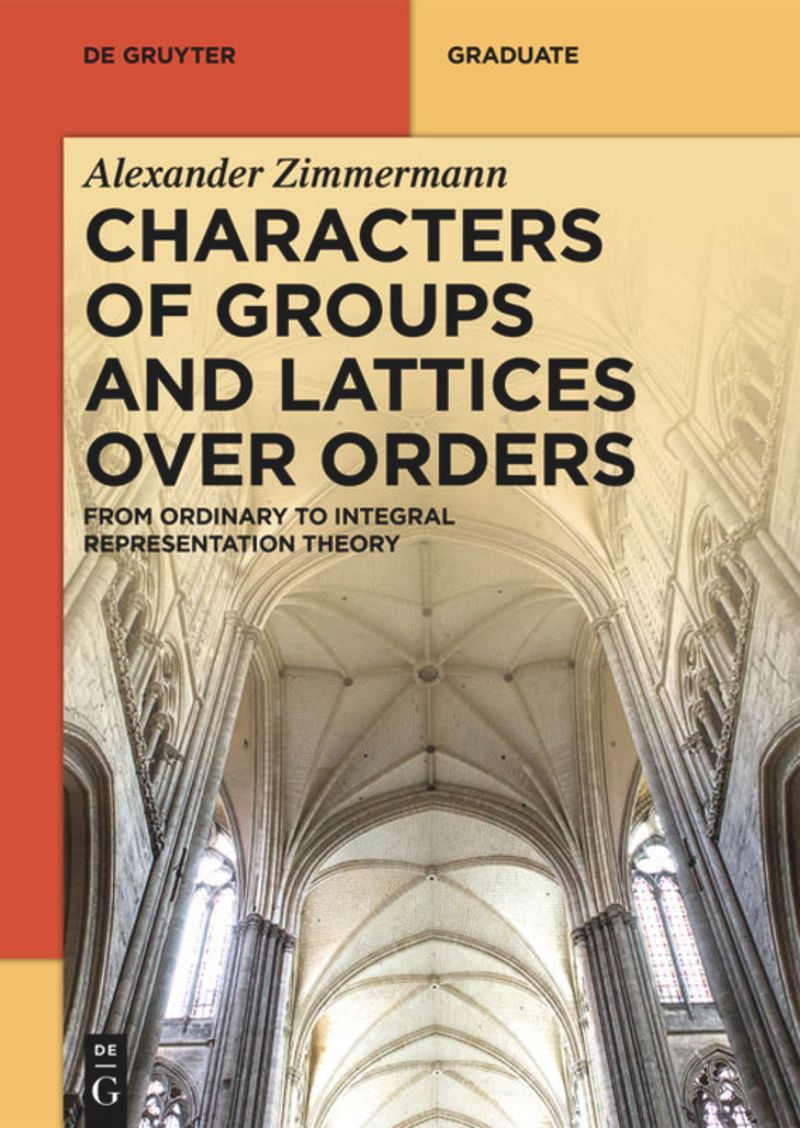 DE GRUYTER
GRADUATE
Alexander Zimmermann
CHARACTERS
OF GROUPS
AND LATTICES
OVER ORDERS
FROM ORDINARY TO INTEGRAL
REPRESENTATION THEORY
DE
G